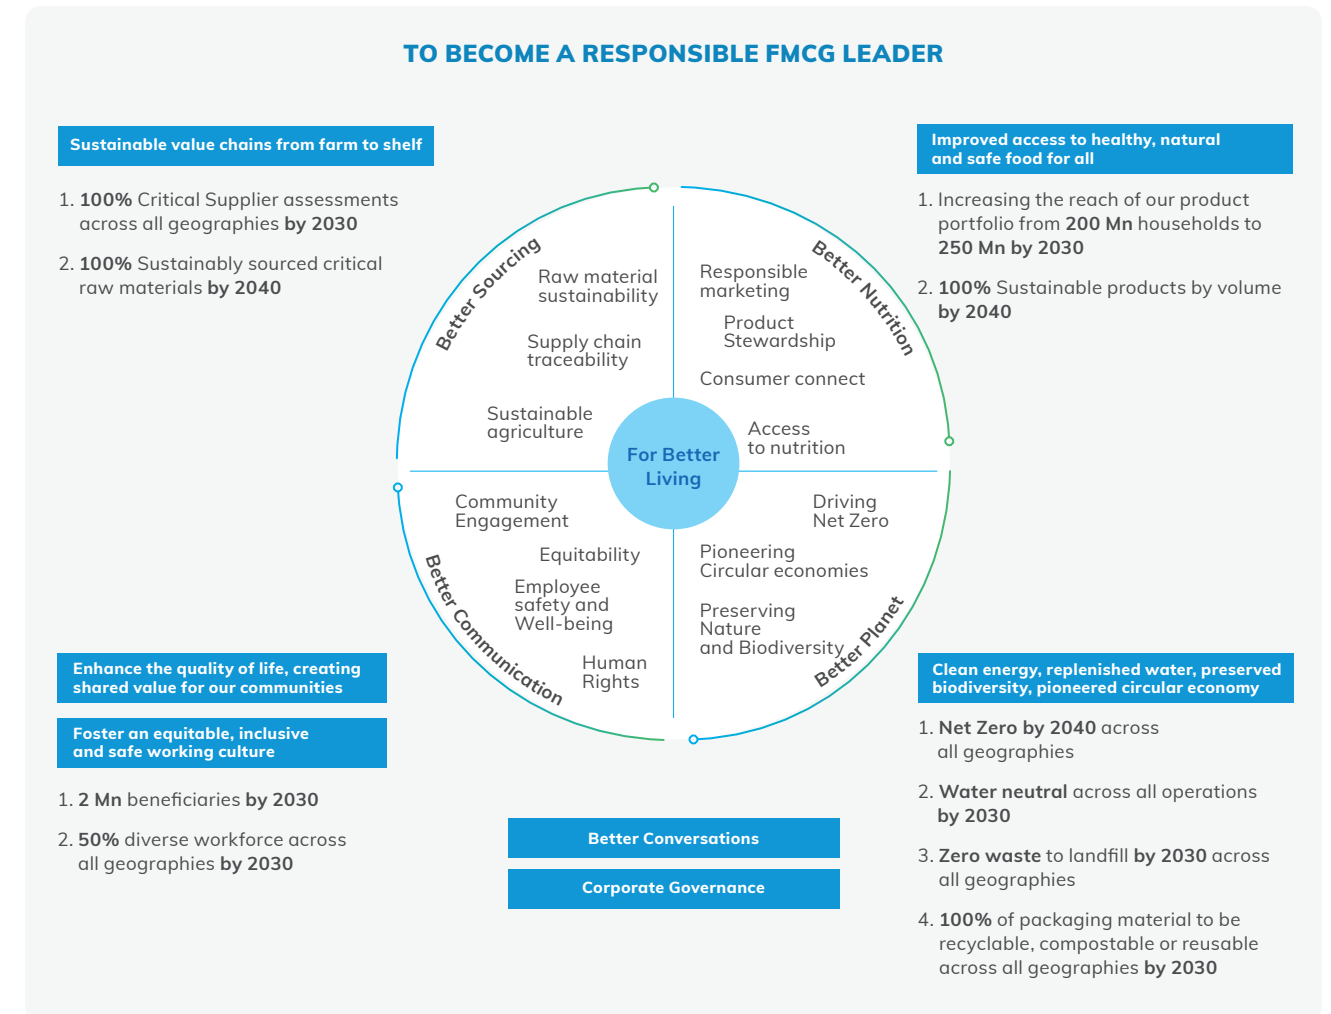 TO BECOME A RESPONSIBLE FMCG LEADER
Sustainable value chains from farm to shelf
1. 100% Critical Supplier assessments
across all geographies by 2030
2. 100% Sustainably sourced critical
raw materials by 2040
Improved access to healthy, natural
and safe food for all
1. Increasing the reach of our product
portfolio from 200 Mn households to
250 Mn by 2030
2. 100% Sustainable products by volume
by 2040
Better Sourcing
Raw material
sustainability
Supply chain
traceability
Sustainable
agriculture
Better Nutrition
Responsible
marketing
Product
Stewardship
Consumer connect
Access
to nutrition
For Better
Living
Better Communication
Community
Engagement
Equitability
Employee
safety and
Well-being
Human
Rights
Better Planet
Driving
Net Zero
Pioneering
Circular economies
Preserving
Nature
and Biodiversity
Enhance the quality of life, creating
shared value for our communities
Foster an equitable, inclusive
and safe working culture
1. 2 Mn beneficiaries by 2030
2. 50% diverse workforce across
all geographies by 2030
Clean energy, replenished water, preserved
biodiversity, pioneered circular economy
1. Net Zero by 2040 across
all geographies
2. Water neutral across all operations
by 2030
3. Zero waste to landfill by 2030 across
all geographies
4. 100% of packaging material to be
recyclable, compostable or reusable
across all geographies by 2030
Better Conversations
Corporate Governance